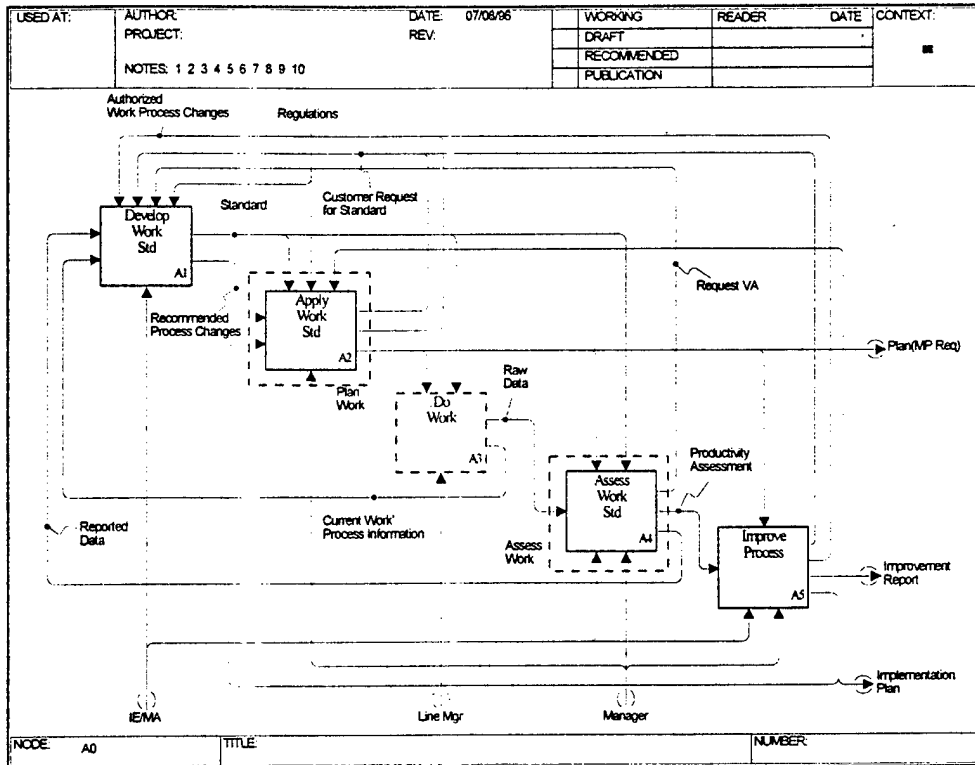 USED AT:
AUTHOR:
DATE: 07/08/96
WORKING
READER
DATE
CONTEXT:
PROJECT:
REV:
DRAFT
RECOMMENDED
NOTES: 1 2 3 4 5 6 7 8 9 10
PUBLICATION
Authorized
Work Process Changes
Regulations
Customer Request
for Standard
Standard
Develop
Work
Std
A1
Request VA
Recommended
Process Changes
Apply
Work
Std
A2
Plan
Work
Plan(MP Req)
Raw
Data
Do
Work
A3
Productivity
Assessment
Assess
Work
Std
A4
Current Work'
Process Information
Reported
Data
Assess
Work
Improve
Process
A5
Improvement
Report
Implementation
Plan
IE/MA
Line Mgr
Manager
NODE: A0
TITLE:
NUMBER: